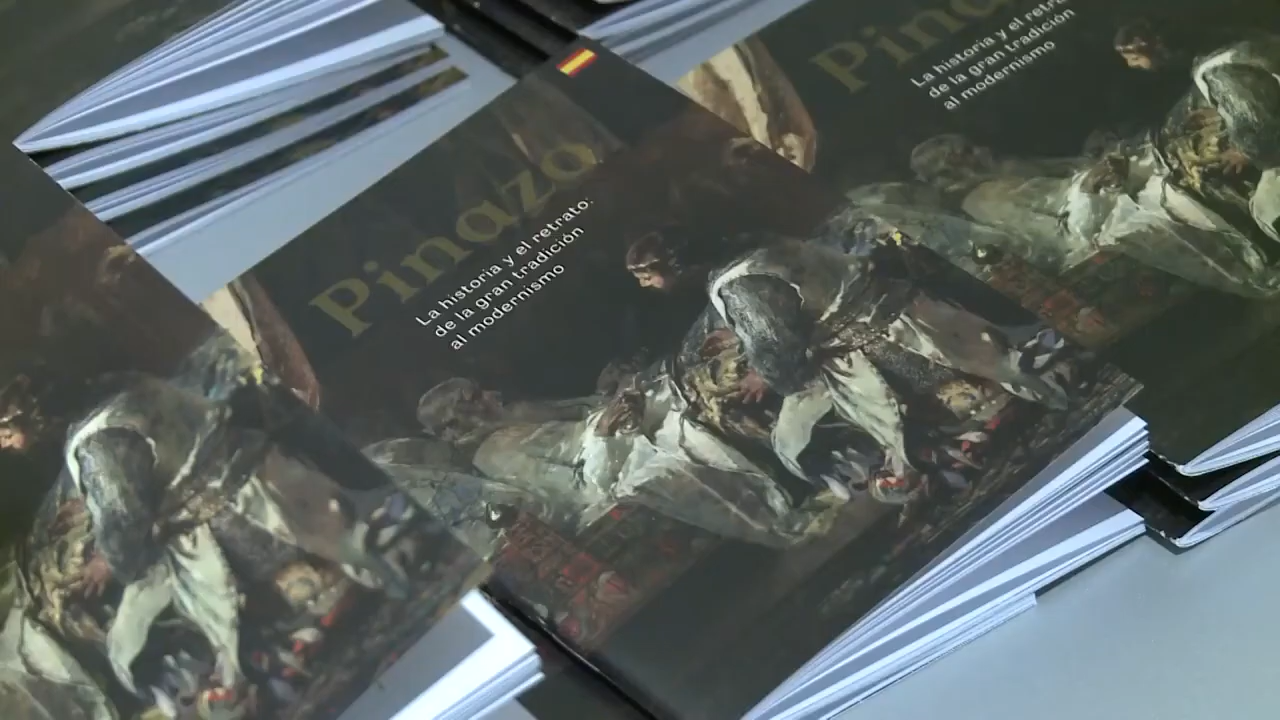 Pinazo
La historia y el retrato:
de la gran tradición
al modernismo
La historia y el retra
de la gran tradición
al modernismo